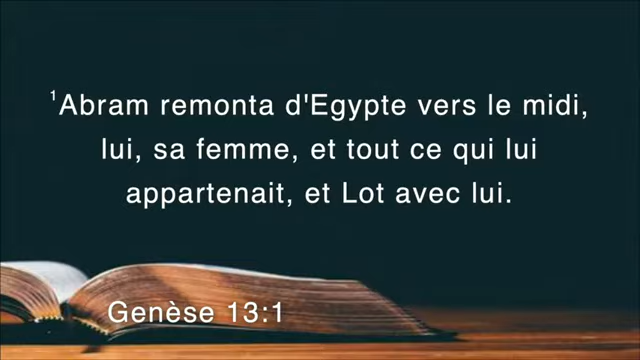 ¹Abram remonta d'Egypte vers le midi,
lui, sa femme, et tout ce qui lui
appartenait, et Lot avec lui.
Genèse 13:1